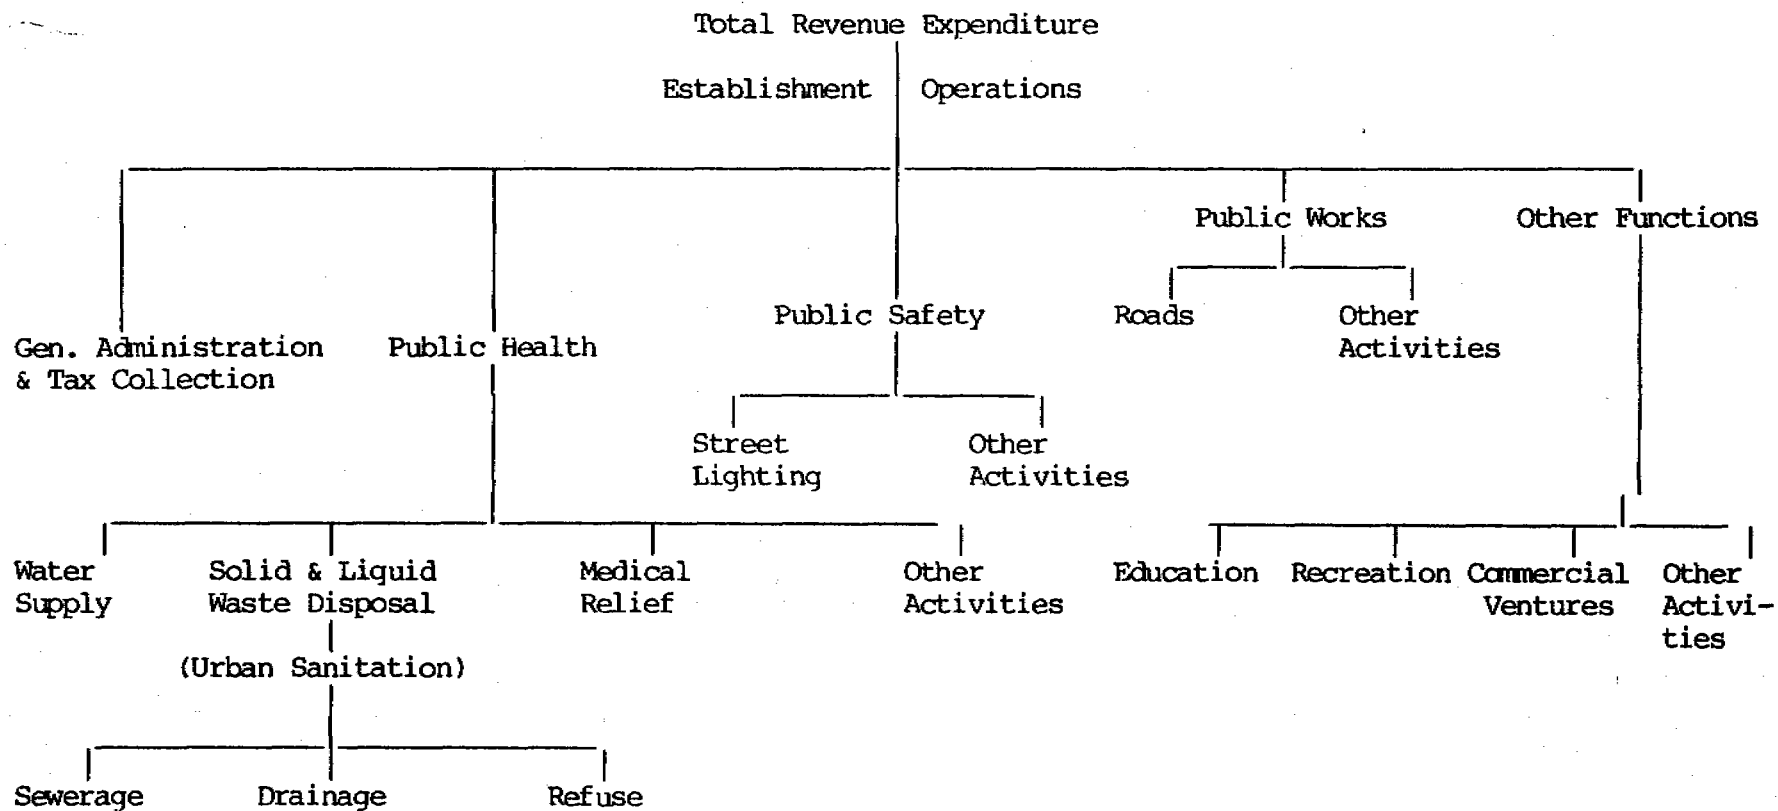 Total Revenue Expenditure
Establishment Operations
Public Works Other Functions
Public Safety Roads Other
Activities
Gen. Administration
& Tax Collection
Public Health
Street
Lighting
Other
Activities
Water
Supply
Solid & Liquid
Waste Disposal
Medical
Relief
Other
Activities
Education Recreation Commercial
Ventures
Other
Activi-
ties
(Urban Sanitation)
Sewerage Drainage Refuse